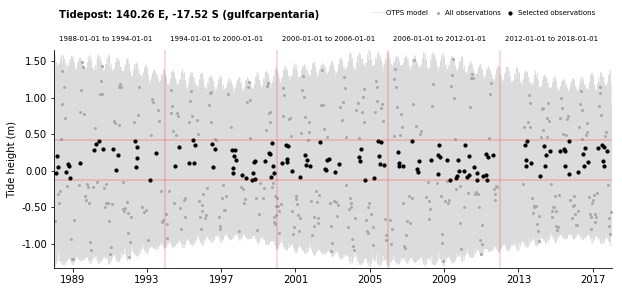 Tidepost: 140.26 E, -17.52 S (gulfcarpentaria)
OTPS model
All observations
Selected observations
1988-01-01 to 1994-01-01
1994-01-01 to 2000-01-01
2000-01-01 to 2006-01-01
2006-01-01 to 2012-01-01
2012-01-01 to 2018-01-01
Tide height (m)
1.50
1.00
0.50
0.00
-0.50
-1.00
1989
1993
1997
2001
2005
2009
2013
2017